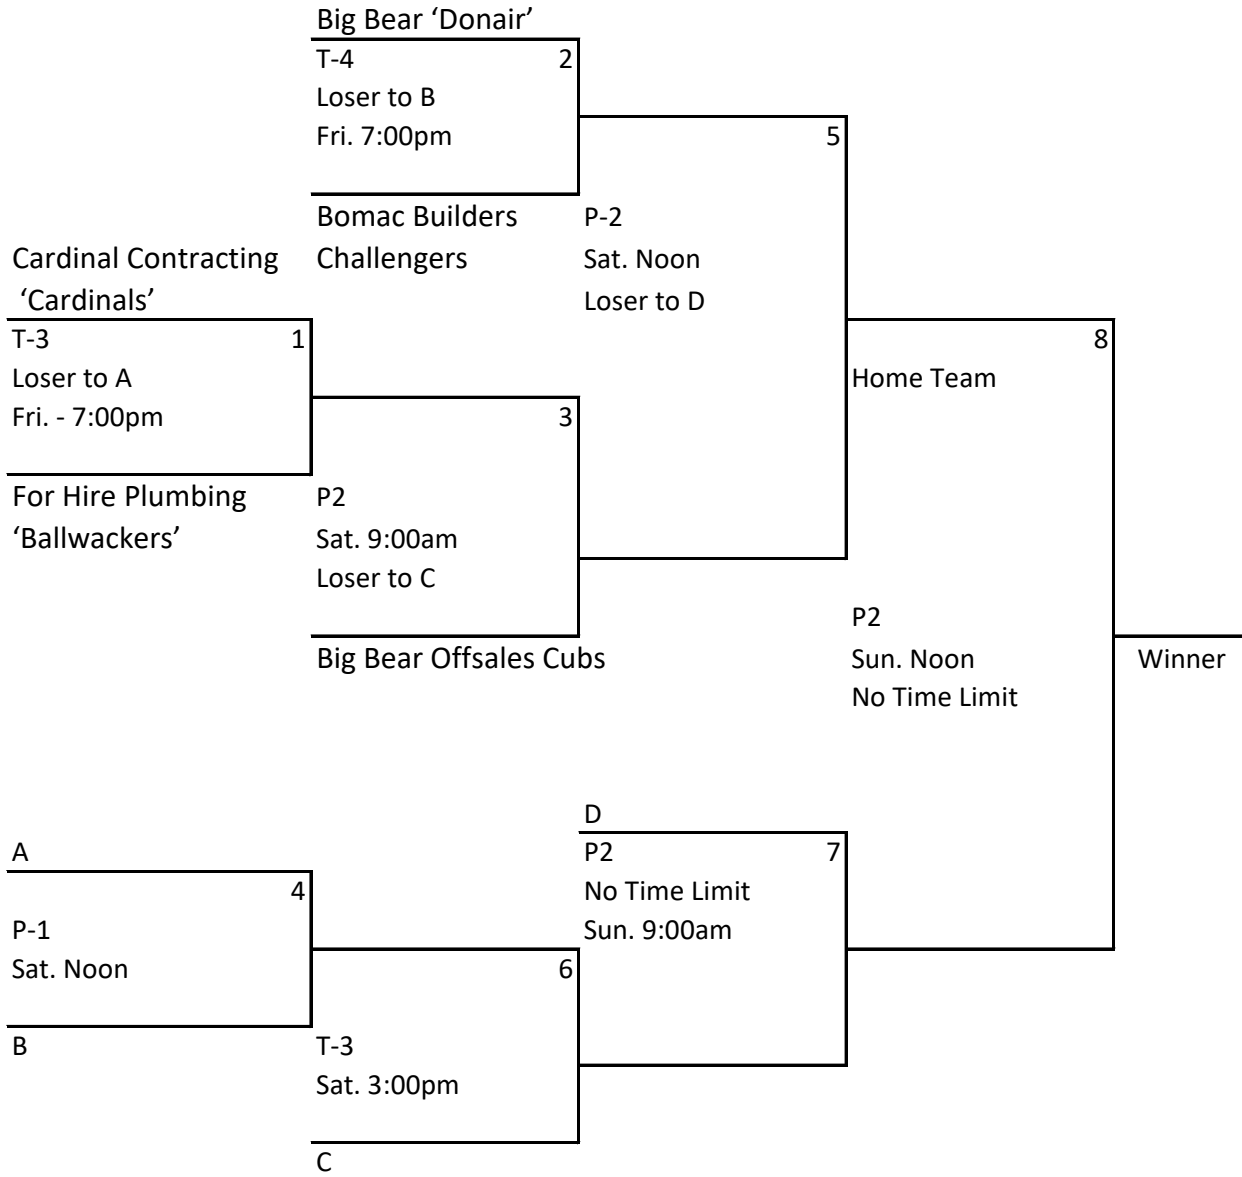 Big Bear ‘Donair’
T-4 2
Loser to B
Fri. 7:00pm
5
Bomac Builders
Challengers
P-2
Sat. Noon
Loser to D
Cardinal Contracting
‘Cardinals’
T-3 1
Loser to A
Fri. - 7:00pm
8
Home Team
3
For Hire Plumbing
‘Ballwackers’
P2
Sat. 9:00am
Loser to C
Big Bear Offsales Cubs
P2
Sun. Noon
No Time Limit
Winner
D
P2 7
No Time Limit
Sun. 9:00am
A
4
P-1
Sat. Noon
B
6
T-3
Sat. 3:00pm
C